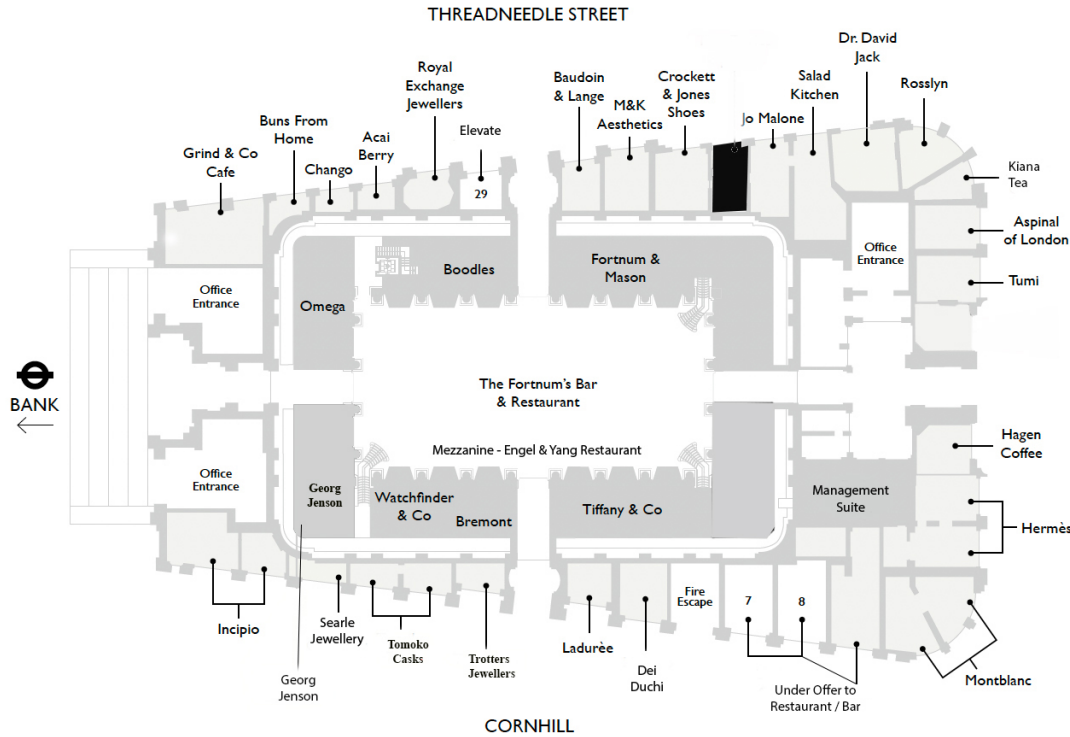 THREADNEEDLE STREET
Dr. David
Jack
Royal
Exchange
Jewellers
Baudoin
& Lange
Crockett
& Jones
Shoes
Salad
Kitchen
Rosslyn
M&K
Aesthetics
Jo Malone
Buns From
Home
Acai
Berry
Elevate
Grind & Co
Cafe
Chango
Kiana
Tea
29
Aspinal
of London
Office
Entrance
Boodles
Fortnum &
Mason
Tumi
Office
Entrance
Omega
BANK
The Fortnum's Bar
& Restaurant
Mezzanine - Engel & Yang Restaurant
Hagen
Coffee
Office
Entrance
Georg
Jenson
Watchfinder
& Co
Bremont
Tiffany & Co
Management
Suite
Hermès
Fire
Escape
7
8
Incipio
Searle
Jewellery
Tomoko
Casks
Trotters
Jewellers
Ladurèe
Dei
Duchi
Georg
Jenson
Under Offer to
Restaurant / Bar
Montblanc
CORNHILL